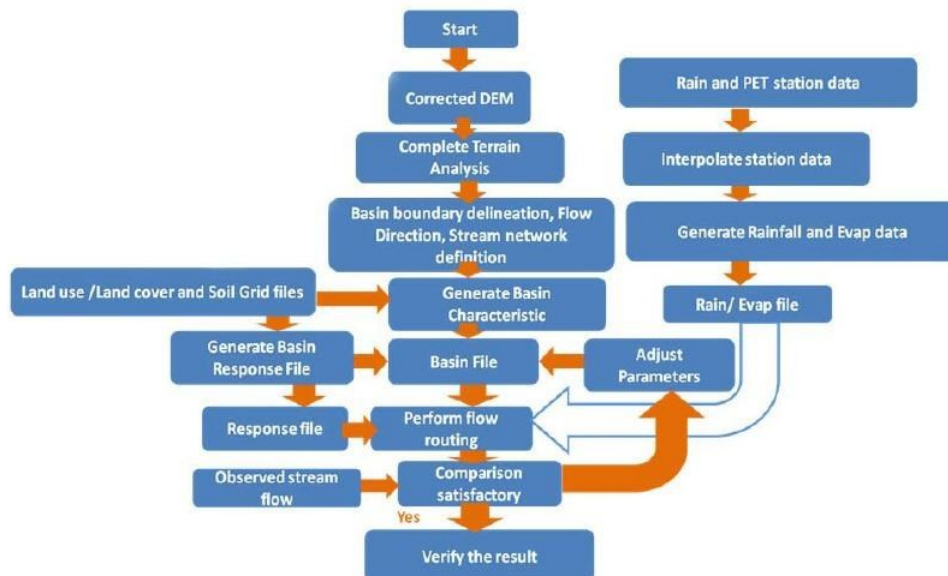 Start
Corrected DEM
Complete Terrain
Analysis
Basin boundary delineation, Flow
Direction, Stream network
definition
Rain and PET station data
Interpolate station data
Generate Rainfall and Evap data
Rain/ Evap file
Land use /Land cover and Soil Grid files
Generate Basin
Characteristic
Generate Basin
Response File
Basin File
Adjust
Parameters
Response file
Perform flow
routing
Observed stream
flow
Comparison
satisfactory
Yes
Verify the result